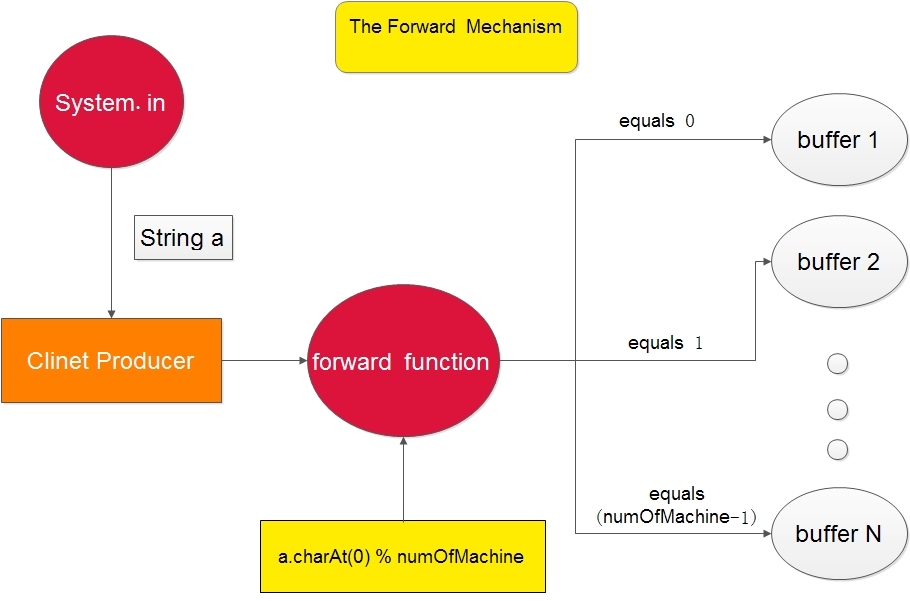 The Forward Mechanism
System.in
equals 0
buffer 1
String a
buffer 2
equals 1
Clinet Producer
forward function
equals
(numOfMachine-1)
buffer N
a.charAt(0) % numOfMachine